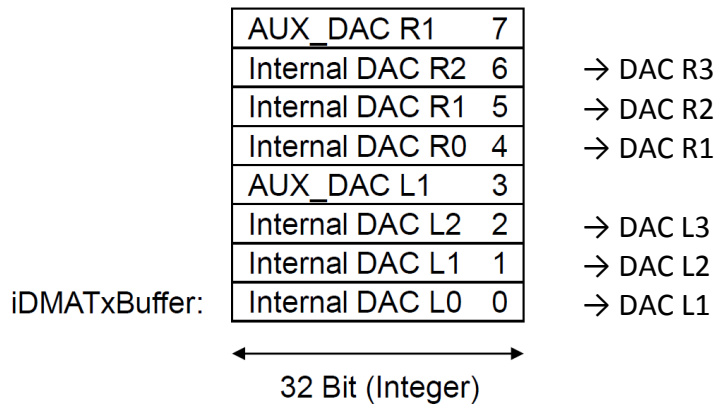 AUX_DAC R1 7
Internal DAC R2 6 → DAC R3
Internal DAC R1 5 → DAC R2
Internal DAC R0 4 → DAC R1
AUX_DAC L1 3
Internal DAC L2 2 → DAC L3
Internal DAC L1 1 → DAC L2
iDMATxBuffer: Internal DAC L0 0 → DAC L1
32 Bit (Integer)